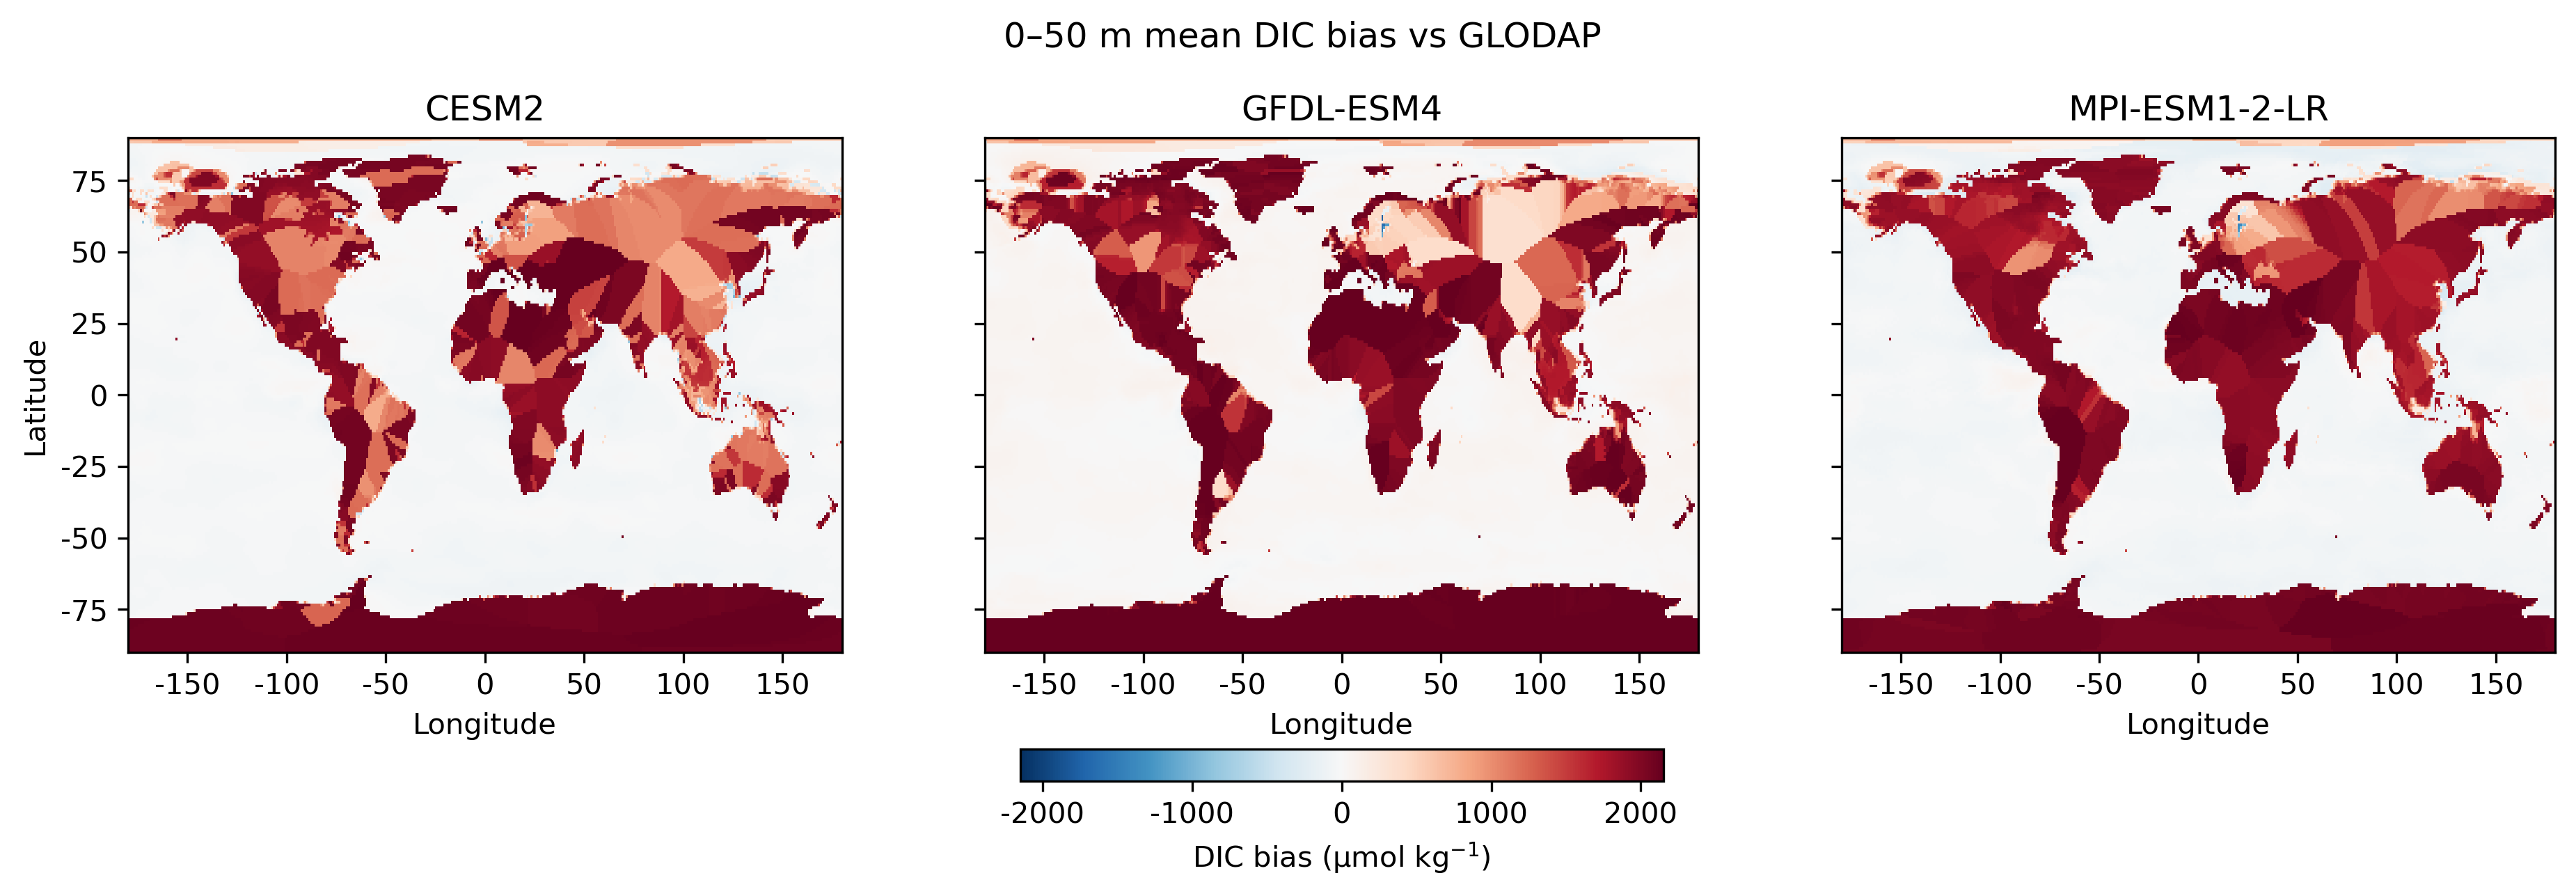 0–50 m mean DIC bias vs GLODAP
CESM2
GFDL-ESM4
MPI-ESM1-2-LR
75
50
25
0
-25
-50
-75
Latitude
-150 -100 -50 0 50 100 150
-150 -100 -50 0 50 100 150
-150 -100 -50 0 50 100 150
Longitude
Longitude
Longitude
-2000 -1000 0 1000 2000
DIC bias (µmol kg⁻¹)